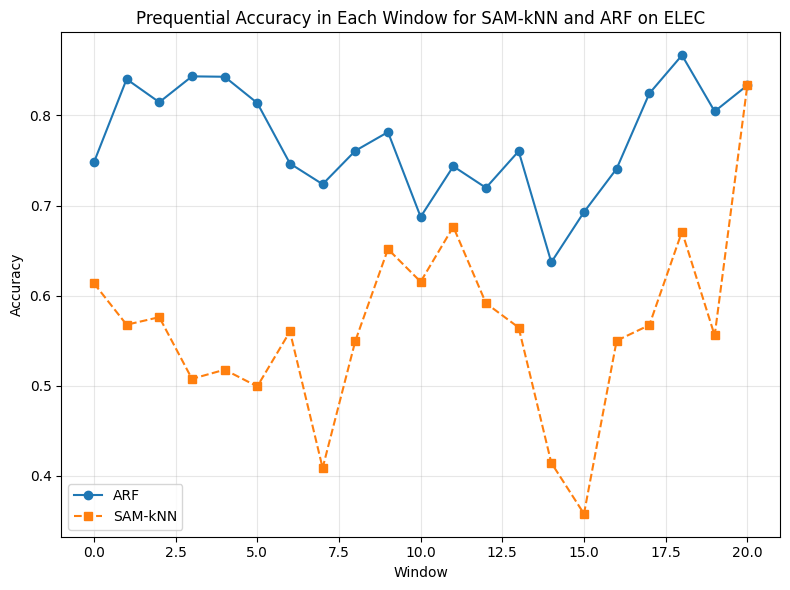 Prequential Accuracy in Each Window for SAM-kNN and ARF on ELEC
Accuracy
0.8
0.7
0.6
0.5
0.4
ARF
SAM-kNN
0.0 2.5 5.0 7.5 10.0 12.5 15.0 17.5 20.0
Window